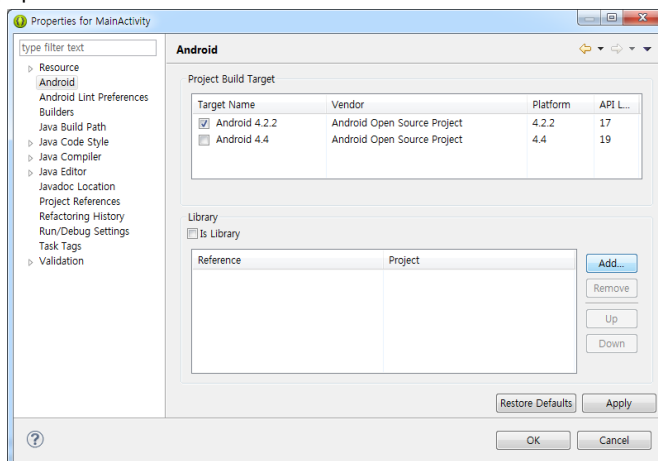 Properties for MainActivity
type filter text
Resource
Android
Android Lint Preferences
Builders
Java Build Path
Java Code Style
Java Compiler
Java Editor
Javadoc Location
Project References
Refactoring History
Run/Debug Settings
Task Tags
Validation
Android
Project Build Target
Target Name Vendor Platform API L...
Android 4.2.2 Android Open Source Project 4.2.2 17
Android 4.4 Android Open Source Project 4.4 19
Library
Is Library
Reference Project
Add...
Remove
Up
Down
Restore Defaults Apply
OK Cancel